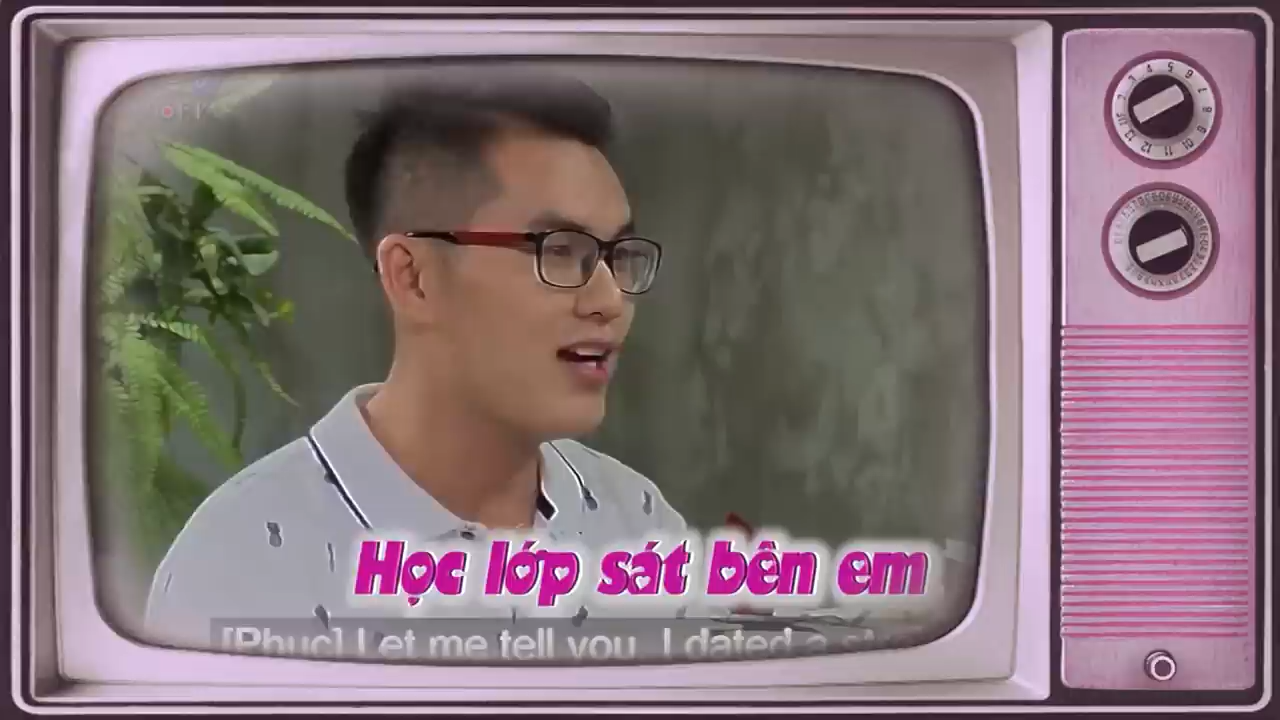 Học lớp sát bên em
[Phuc] Let me tell you, I dated a